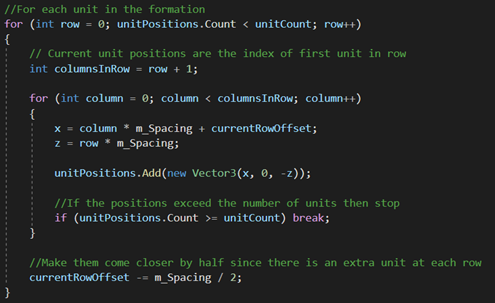 //For each unit in the formation
for (int row = 0; unitPositions.Count < unitCount; row++)
{
// Current unit positions are the index of first unit in row
int columnsInRow = row + 1;
for (int column = 0; column < columnsInRow; column++)
{
x = column * m_Spacing + currentRowOffset;
z = row * m_Spacing;
unitPositions.Add(new Vector3(x, 0, -z));
//If the positions exceed the number of units then stop
if (unitPositions.Count >= unitCount) break;
}
//Make them come closer by half since there is an extra unit at each row
currentRowOffset -= m_Spacing / 2;
}